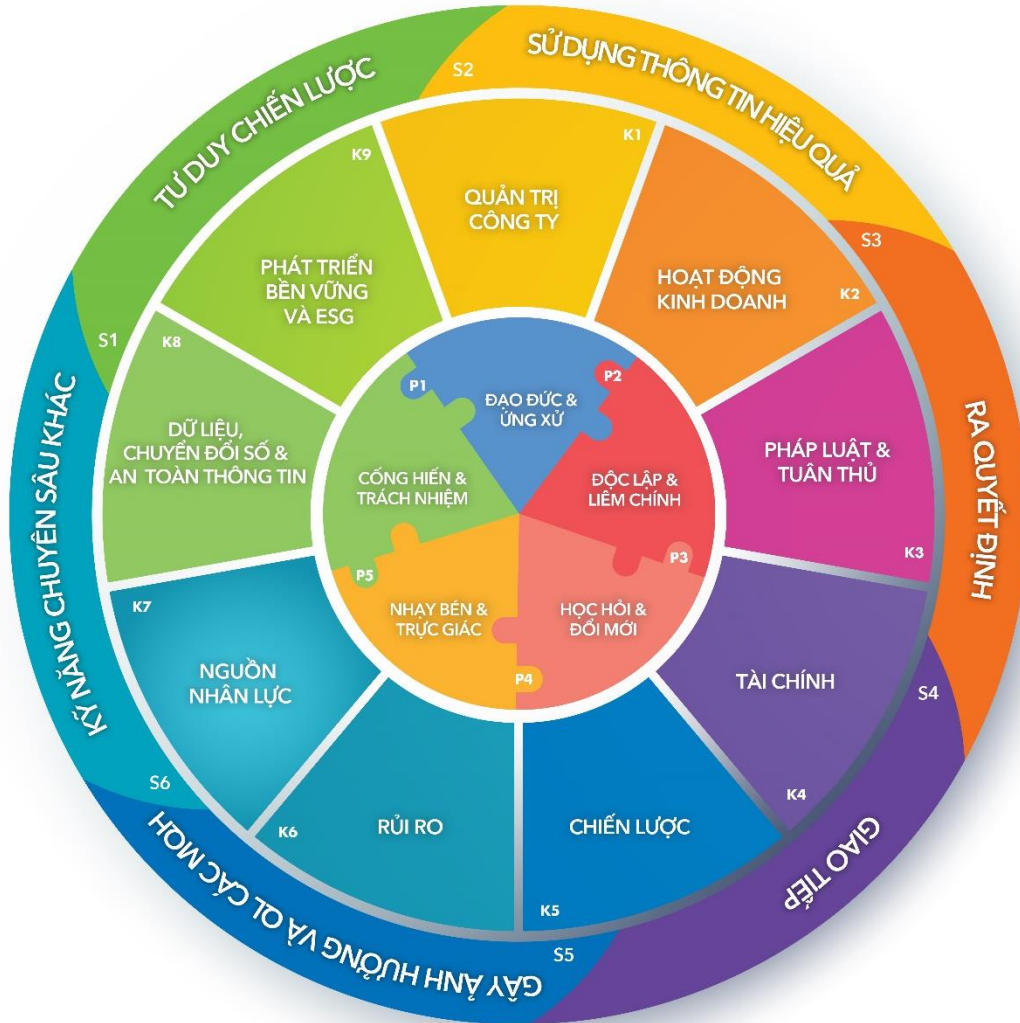 TƯ DUY CHIẾN LƯỢC
S2
SỬ DỤNG THÔNG TIN HIỆU QUẢ
S3
RA QUYẾT ĐỊNH
S4
GIAO TIẾP
S5
GÂY ẢNH HƯỞNG VÀ QL CÁC MQH
S6
KỸ NĂNG CHUYÊN SÂU KHÁC
S1
K1
QUẢN TRỊ
CÔNG TY
K2
HOẠT ĐỘNG
KINH DOANH
K3
PHÁP LUẬT &
TUÂN THỦ
K4
TÀI CHÍNH
K5
CHIẾN LƯỢC
K6
RỦI RO
K7
NGUỒN
NHÂN LỰC
K8
DỮ LIỆU,
CHUYỂN ĐỔI SỐ &
AN TOÀN THÔNG TIN
K9
PHÁT TRIỂN
BỀN VỮNG
VÀ ESG
P1
ĐẠO ĐỨC &
ỨNG XỬ
P2
ĐỘC LẬP &
LIÊM CHÍNH
P3
HỌC HỎI &
ĐỔI MỚI
P4
NHẠY BÉN &
TRỰC GIÁC
P5
CỐNG HIẾN &
TRÁCH NHIỆM